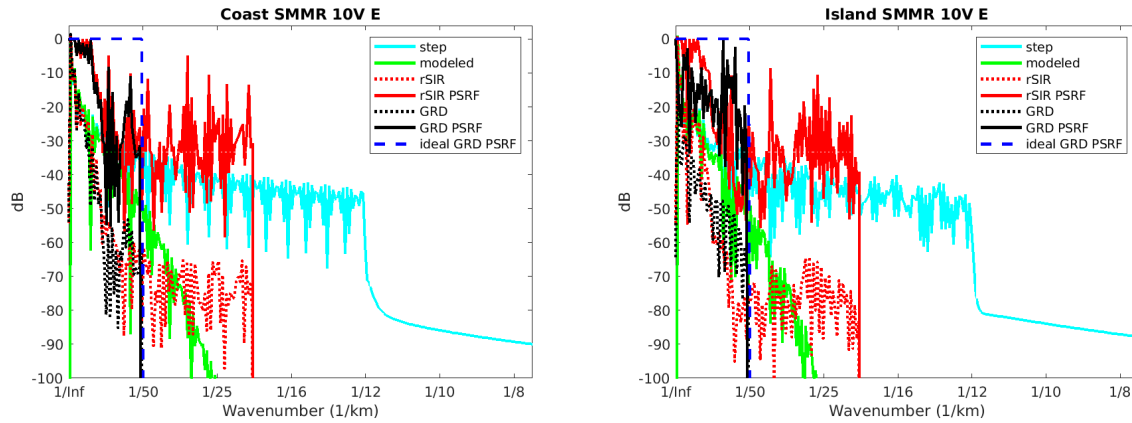 Coast SMMR 10V E
0
-10
-20
-30
-40
-50
-60
-70
-80
-90
-100
dB
step
modeled
rSIR
rSIR PSRF
GRD
GRD PSRF
ideal GRD PSRF
1/Inf
1/50
1/25
1/16
1/12
1/10
1/8
Wavenumber (1/km)
Island SMMR 10V E
0
-10
-20
-30
-40
-50
-60
-70
-80
-90
-100
dB
step
modeled
rSIR
rSIR PSRF
GRD
GRD PSRF
ideal GRD PSRF
1/Inf
1/50
1/25
1/16
1/12
1/10
1/8
Wavenumber (1/km)